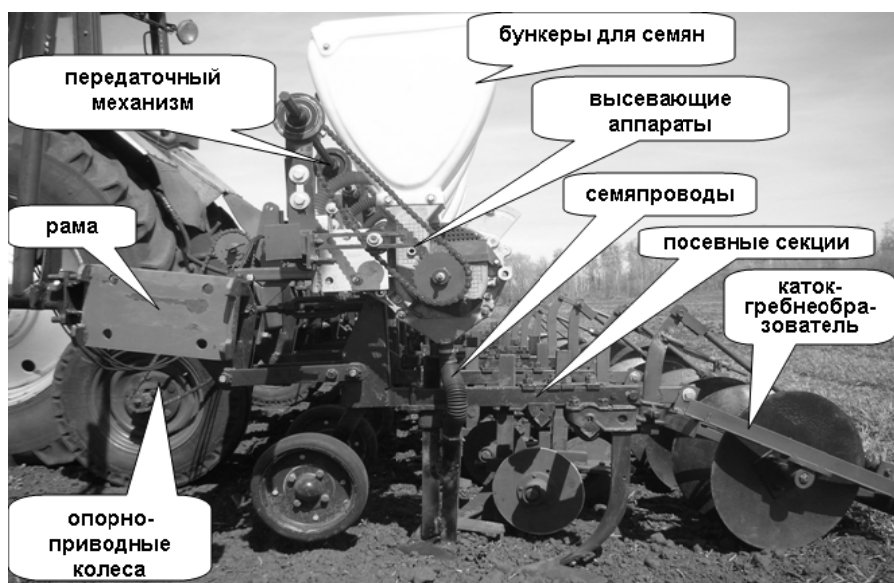 бункеры для семян
передаточный
механизм
высевающие
аппараты
семяпроводы
рама
посевные секции
каток-
гребнеобра-
зователь
опорно-
приводные
колеса